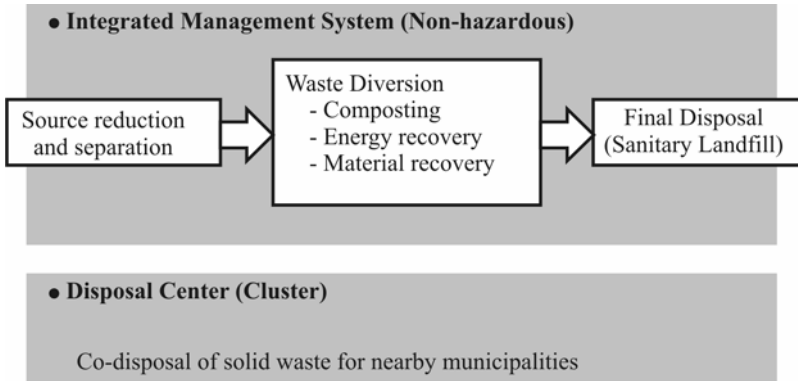 ● Integrated Management System (Non-hazardous)
Waste Diversion
- Composting
- Energy recovery
- Material recovery
Source reduction
and separation
Final Disposal
(Sanitary Landfill)
● Disposal Center (Cluster)
Co-disposal of solid waste for nearby municipalities